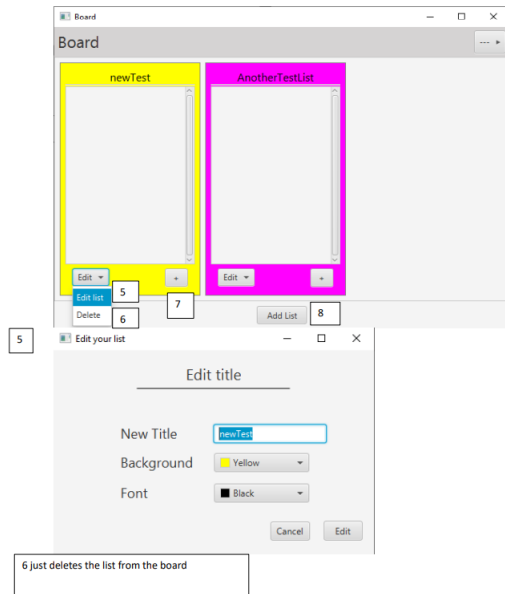 Board
Board
--- ▸
newTest
AnotherTestList
Edit
+
Edit
+
Edit list
5
Delete
6
7
Add List
8
5
Edit your list
Edit title
New Title
newTest
Background
Yellow
Font
Black
Cancel
Edit
6 just deletes the list from the board